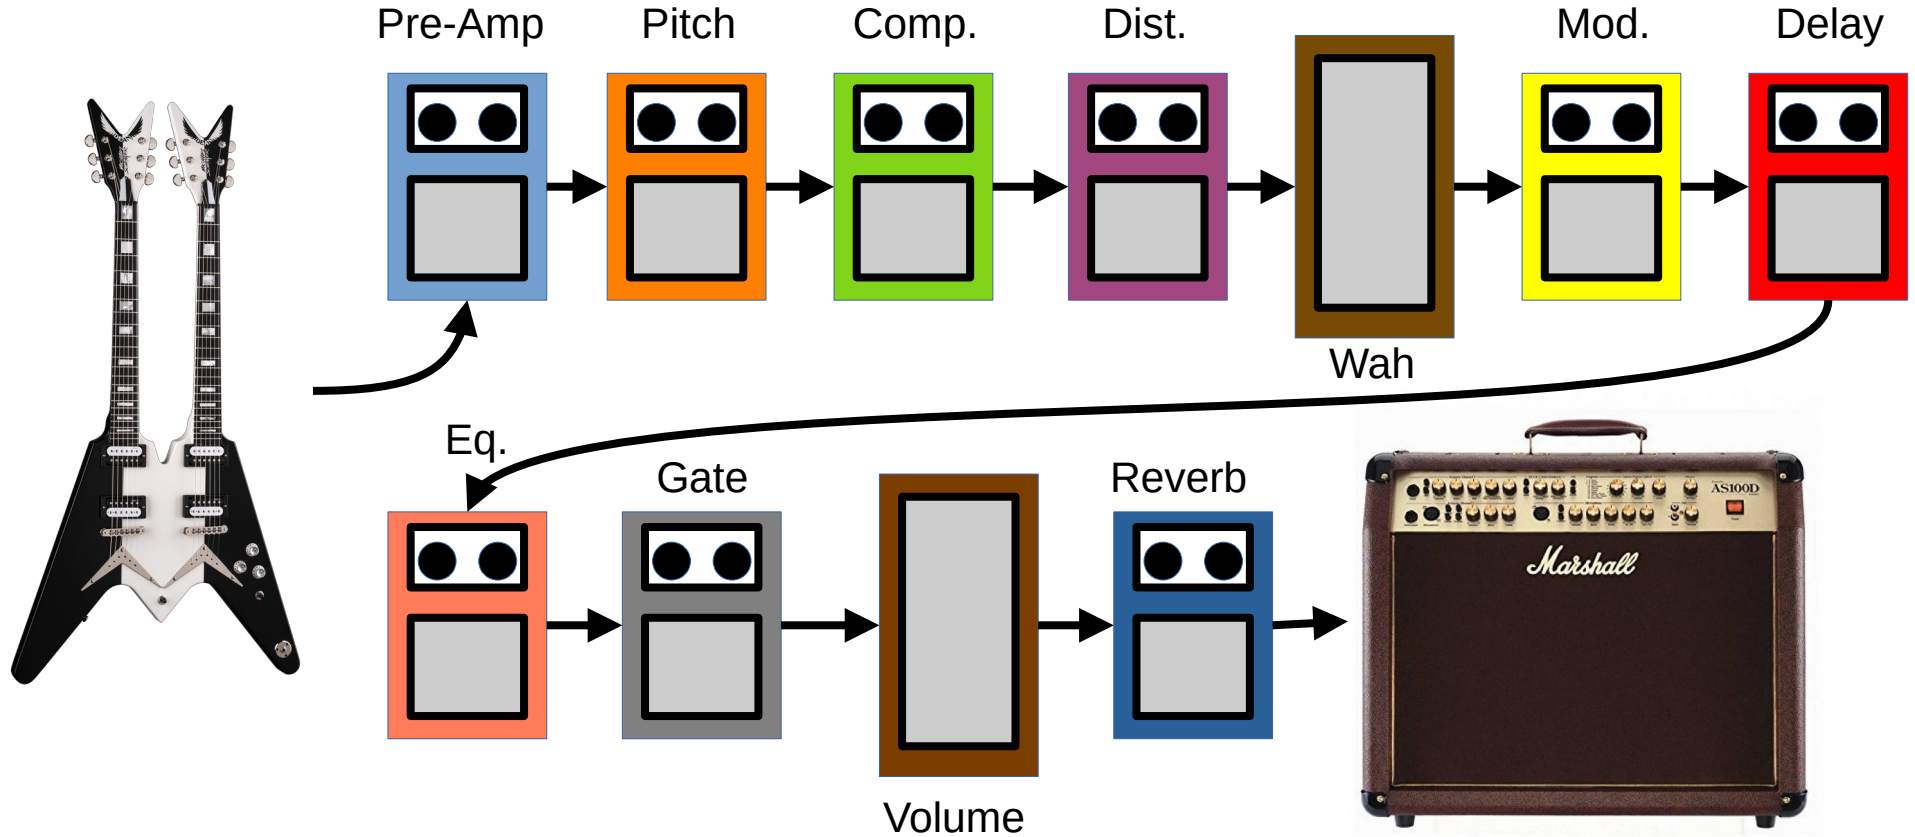 Pre-Amp
Pitch
Comp.
Dist.
Mod.
Delay
Wah
Eq.
Gate
Reverb
Volume
AS100D
Marshall